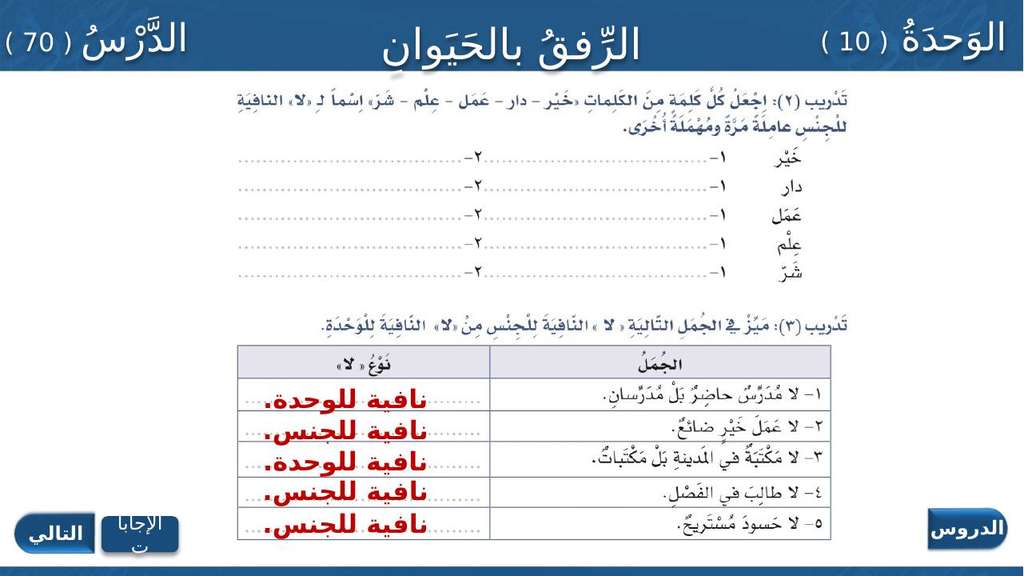 الوَحدَةُ ( 10 )
الرِّفقُ بالحَيَوانِ
الدَّرْسُ ( 70 )
تَدْريب (٢): اِجْعَلْ كُلَّ كَلِمَةٍ مِنَ الكَلِماتِ «خَيْر – دار – عَمَل – عِلْم – شَرّ» اِسْماً لـِ «لا» النافِيَةِ
لِلْجِنْسِ عامِلَةً مَرَّةً ومُهْمَلَةً أُخْرَى.
خَيْر ١– ...................................... ٢– ......................................
دار ١– ...................................... ٢– ......................................
عَمَل ١– ...................................... ٢– ......................................
عِلْم ١– ...................................... ٢– ......................................
شَرّ ١– ...................................... ٢– ......................................
تَدْريب (٣): مَيِّزْ فِي الجُمَلِ التَّالِيَةِ « لا » النَّافِيَةَ لِلْجِنْسِ مِنْ «لا» النَّافِيَةِ لِلْوَحْدَةِ.
الجُمَلُ نَوْعُ « لا»
١– لا مُدَرِّسٌ حاضِرٌ بَلْ مُدَرِّسانِ. نافية للوحدة.
٢– لا عَمَلَ خَيْرٍ ضائعٌ. نافية للجنس.
٣– لا مَكْتَبَةٌ في المَدينةِ بَلْ مَكْتَباتٌ. نافية للوحدة.
٤– لا طالِبَ في الفَصْلِ. نافية للجنس.
٥– لا حَسودَ مُسْتَريحٌ. نافية للجنس.
الدروس
الإجابا
ت
التالي